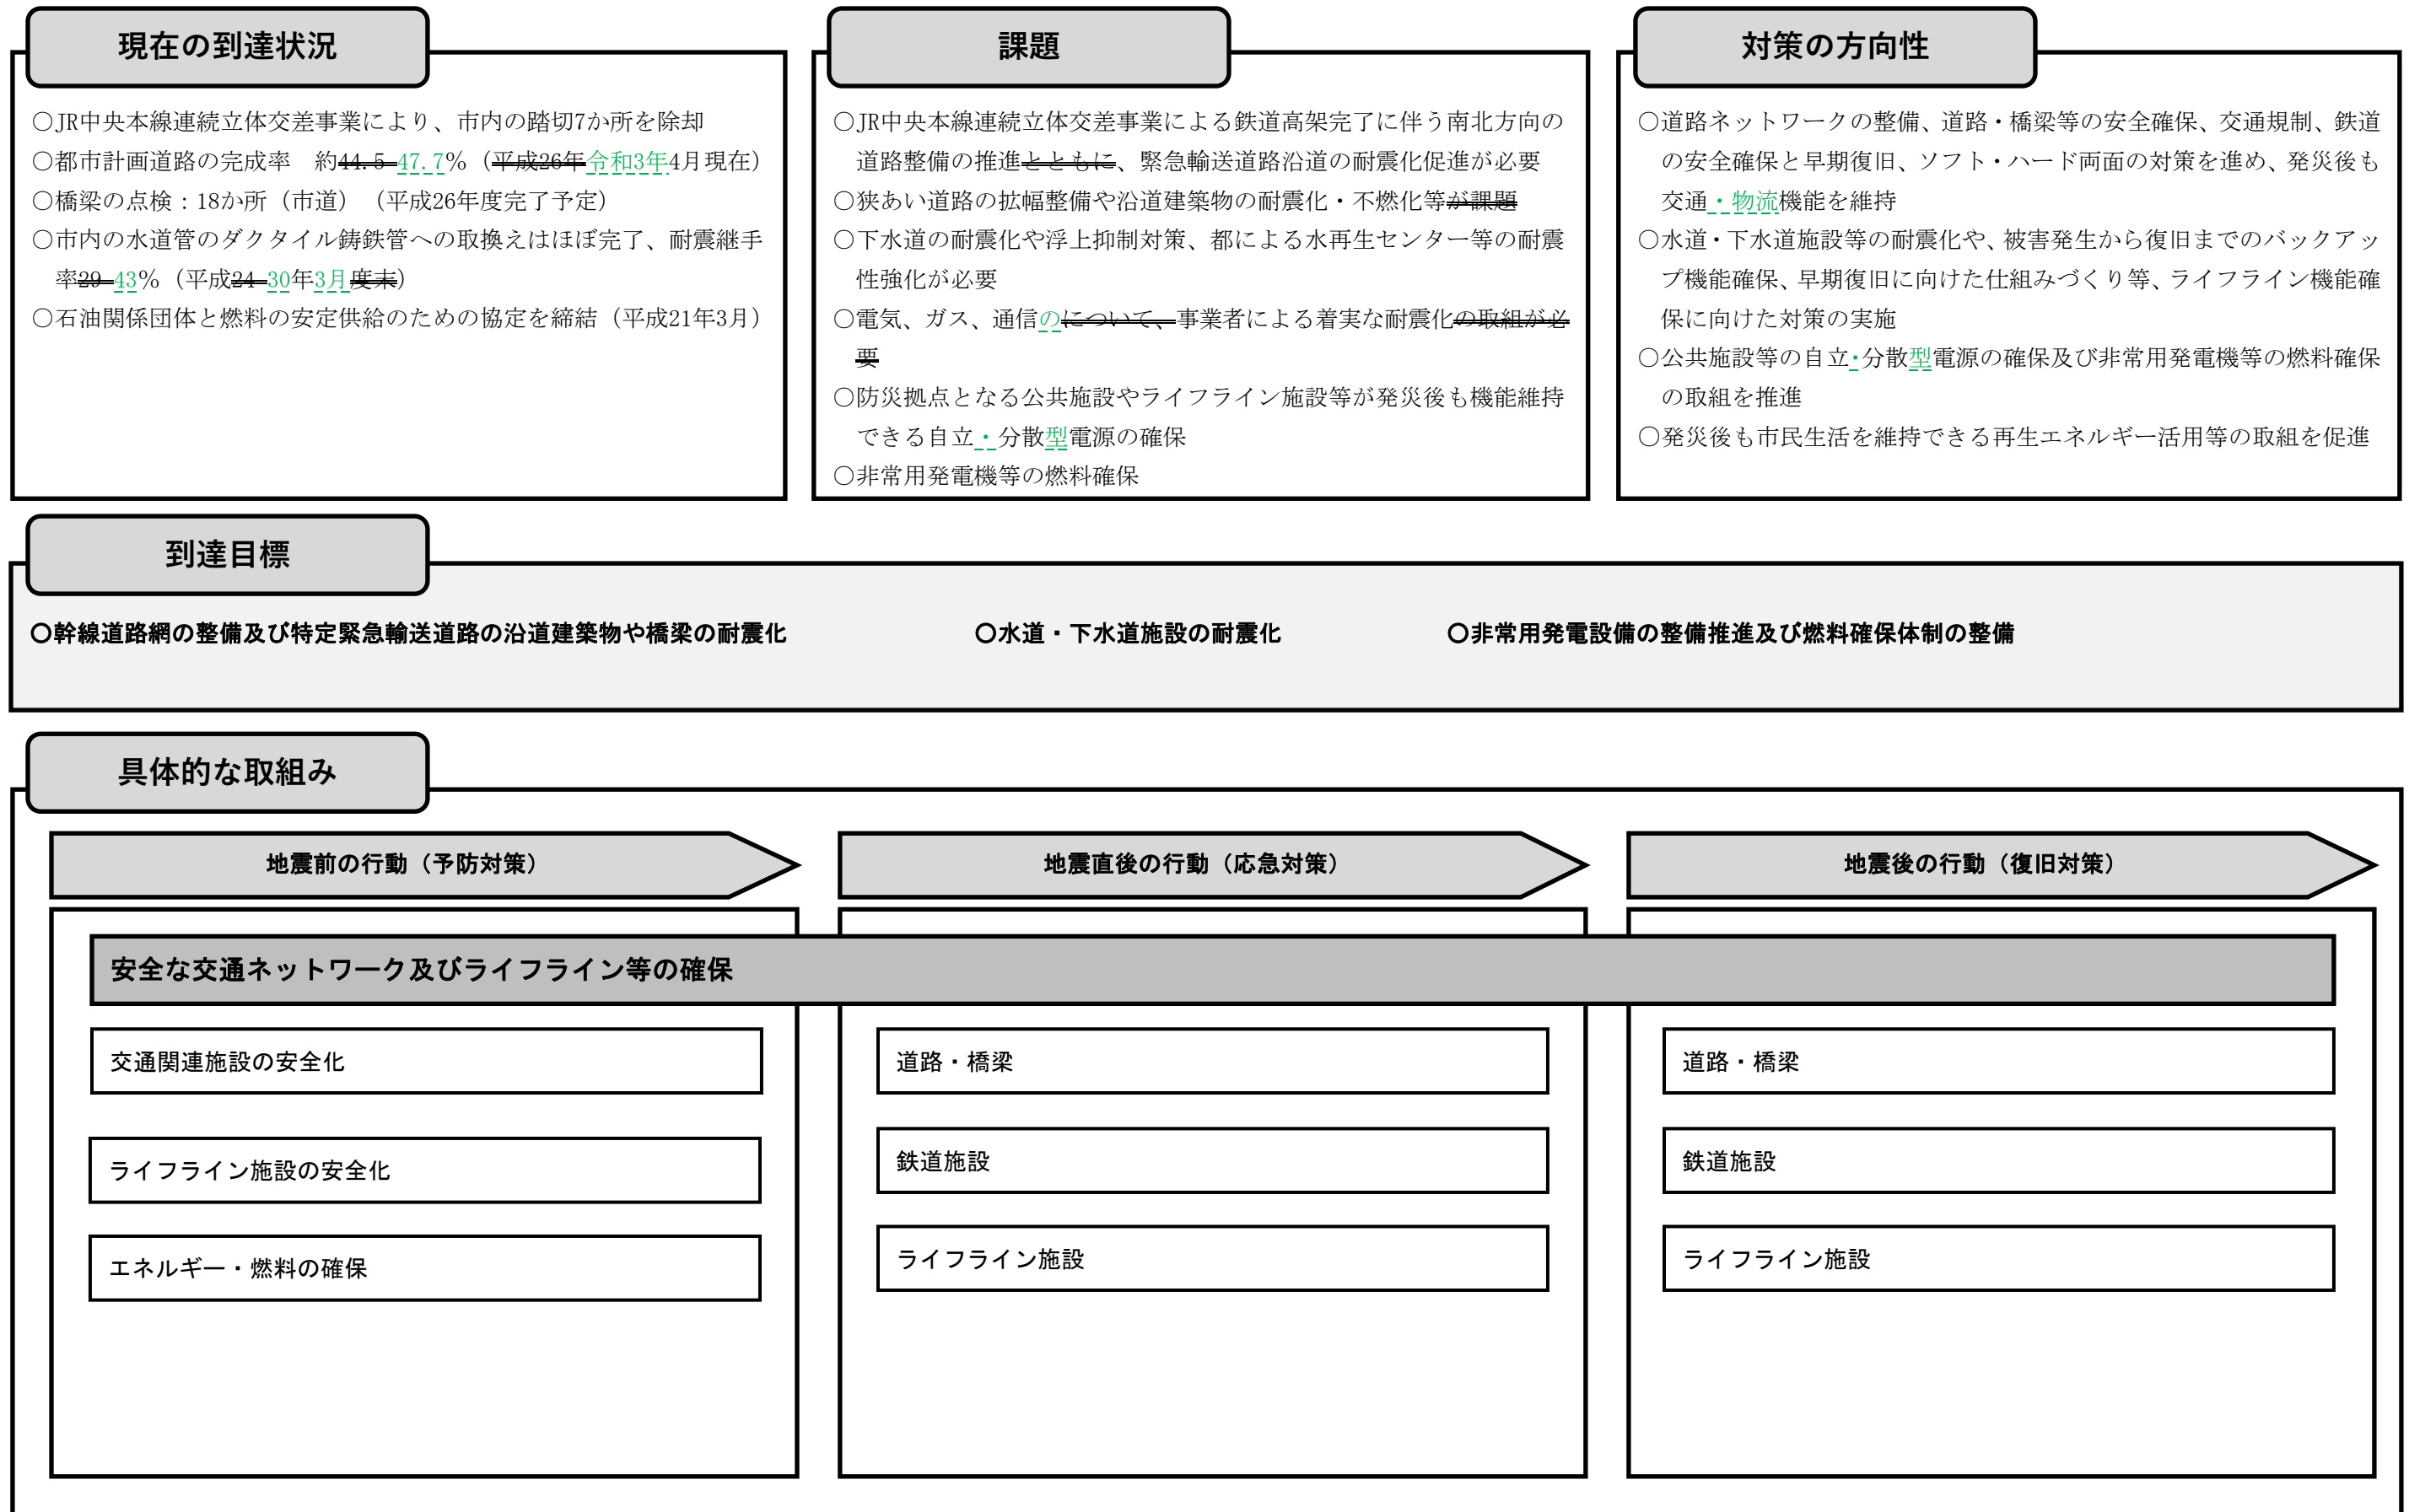 現在の到達状況
〇JR中央本線連続立体交差事業により、市内の踏切7か所を除却
〇都市計画道路の完成率　約44.5 47.7％（平成26年令和3年4月現在）
〇橋梁の点検：18か所（市道）（平成26年度完了予定）
〇市内の水道管のダクタイル鋳鉄管への取換えはほぼ完了、耐震継手
率29 43％（平成24 30年3月度末）
〇石油関係団体と燃料の安定供給のための協定を締結（平成21年3月）
課題
〇JR中央本線連続立体交差事業による鉄道高架完了に伴う南北方向の
道路整備の推進とともに、緊急輸送道路沿道の耐震化促進が必要
〇狭あい道路の拡幅整備や沿道建築物の耐震化・不燃化等が課題
〇下水道の耐震化や浮上抑制対策、都による水再生センター等の耐震
性強化が必要
〇電気、ガス、通信のについて、事業者による着実な耐震化の取組が必
要
〇防災拠点となる公共施設やライフライン施設等が発災後も機能維持
できる自立・分散型電源の確保
〇非常用発電機等の燃料確保
対策の方向性
〇道路ネットワークの整備、道路・橋梁等の安全確保、交通規制、鉄道
の安全確保と早期復旧、ソフト・ハード両面の対策を進め、発災後も
交通・物流機能を維持
〇水道・下水道施設等の耐震化や、被害発生から復旧までのバックアッ
プ機能確保、早期復旧に向けた仕組みづくり等、ライフライン機能確
保に向けた対策の実施
〇公共施設等の自立・分散型電源の確保及び非常用発電機等の燃料確保
の取組を推進
〇発災後も市民生活を維持できる再生エネルギー活用等の取組を促進
到達目標
〇幹線道路網の整備及び特定緊急輸送道路の沿道建築物や橋梁の耐震化
〇水道・下水道施設の耐震化
〇非常用発電設備の整備推進及び燃料確保体制の整備
具体的な取組み
地震前の行動（予防対策）
地震直後の行動（応急対策）
地震後の行動（復旧対策）
安全な交通ネットワーク及びライフライン等の確保
交通関連施設の安全化
ライフライン施設の安全化
エネルギー・燃料の確保
道路・橋梁
鉄道施設
ライフライン施設
道路・橋梁
鉄道施設
ライフライン施設